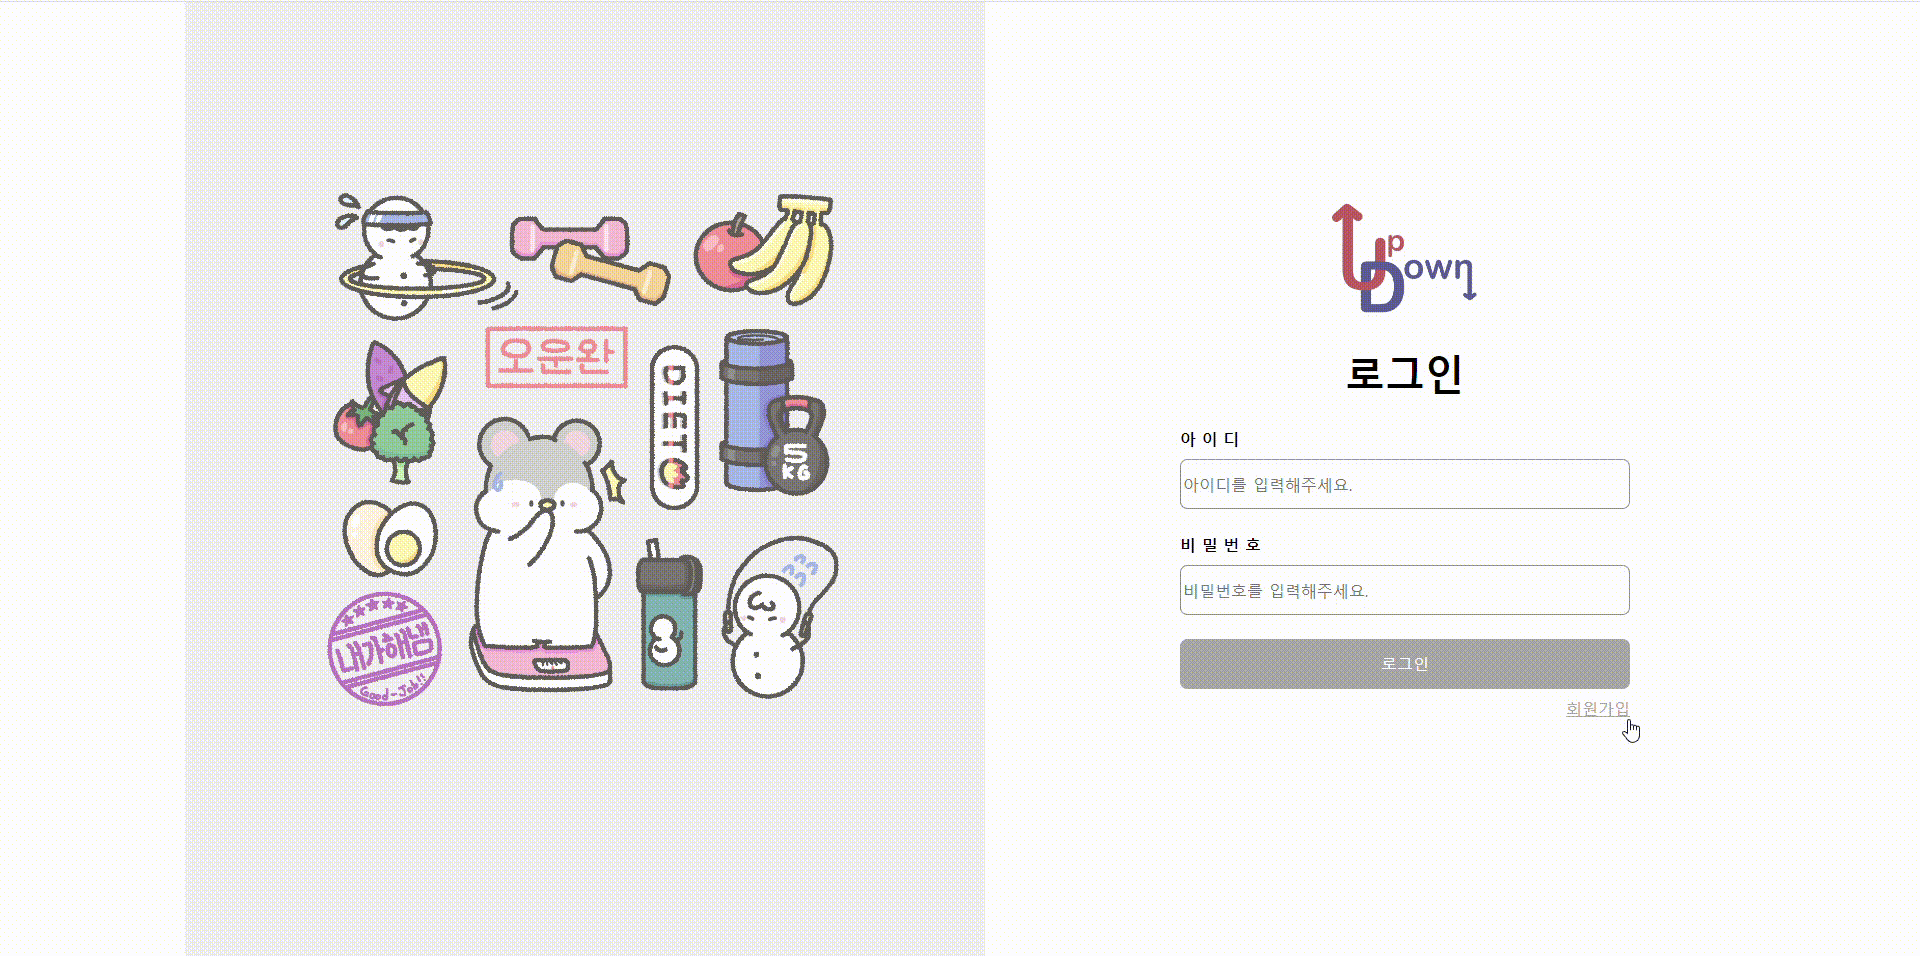 오운완
DIET
5
KG
내가해냄
Good-Job!!
Up
Down
로그인
아이디
아이디를 입력해주세요.
비밀번호
비밀번호를 입력해주세요.
로그인
회원가입